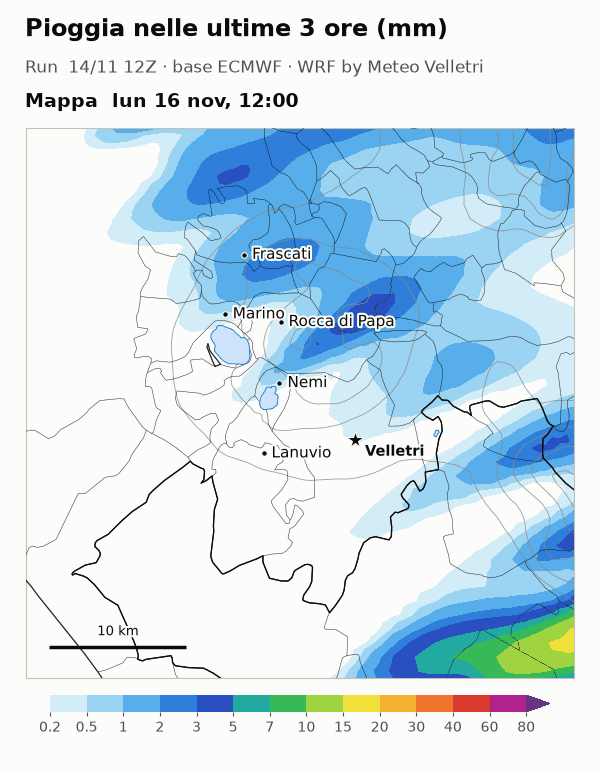 Pioggia nelle ultime 3 ore (mm)
Run  14/11 12Z · base ECMWF · WRF by Meteo Velletri
Mappa  lun 16 nov, 12:00
Frascati
Marino
Rocca di Papa
Nemi
Velletri
Lanuvio
10 km
0.2 0.5 1 2 3 5 7 10 15 20 30 40 60 80